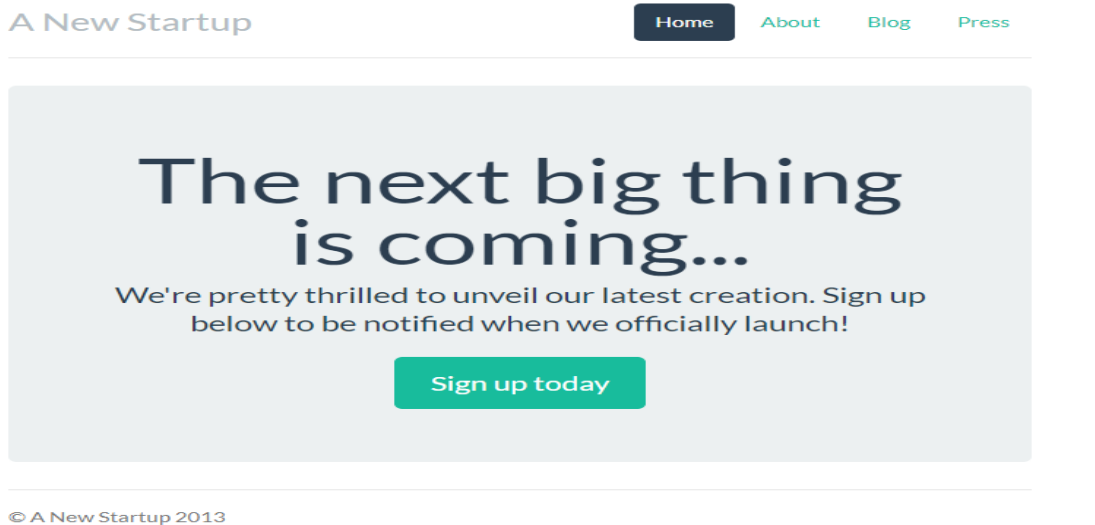 A New Startup
Home About Blog Press
The next big thing
is coming...
We're pretty thrilled to unveil our latest creation. Sign up
below to be notified when we officially launch!
Sign up today
© A New Startup 2013